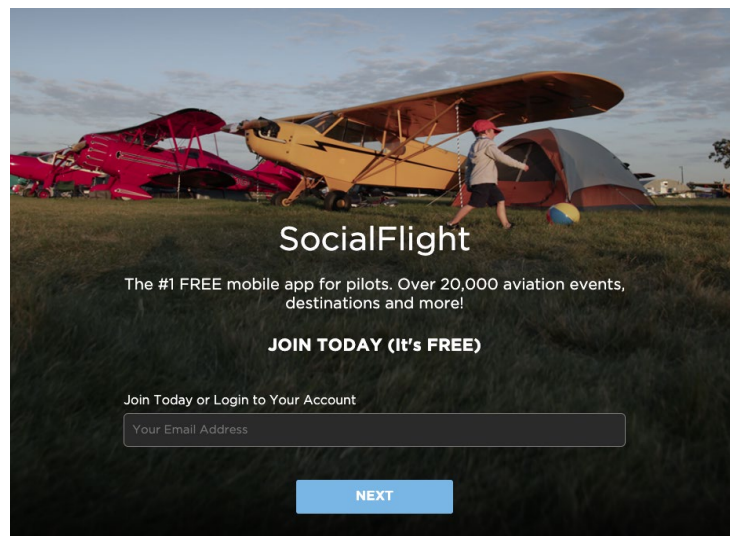 SocialFlight
The #1 FREE mobile app for pilots. Over 20,000 aviation events,
destinations and more!
JOIN TODAY (It's FREE)
Join Today or Login to Your Account
Your Email Address
NEXT